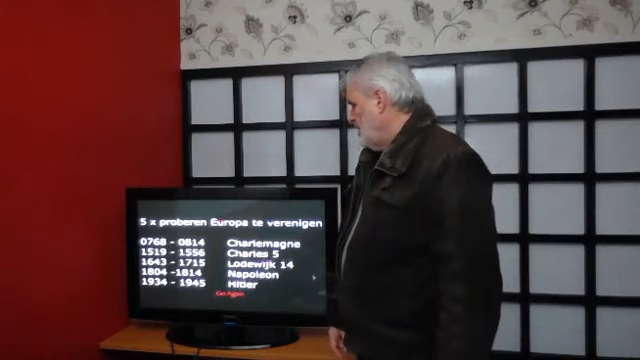 5 x proberen Europa te verenigen
0768 - 0814 Charlemagne
1519 - 1556 Charles 5
1643 - 1715 Lodewijk 14
1804 -1814 Napoleon
1934 - 1945 Hitler
Go Again